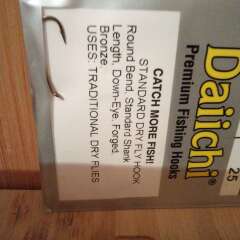 Daiichi®
Premium Fishing Hooks
25
CATCH MORE FISH!
STANDARD DRY FLY HOOK
Round Bend, Standard Shank
Length, Down-Eye, Forged,
Bronze
USES: TRADITIONAL DRY FLIES